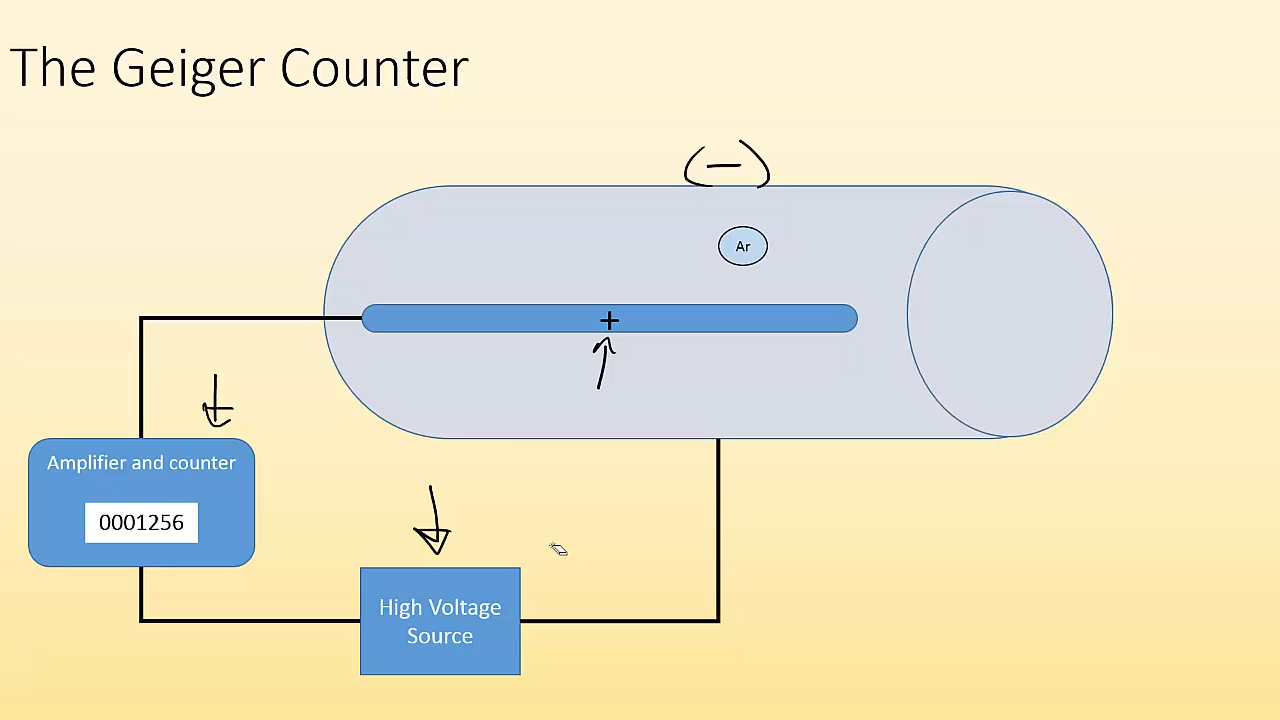 The Geiger Counter
(−)
Ar
+
Amplifier and counter
0001256
High Voltage
Source